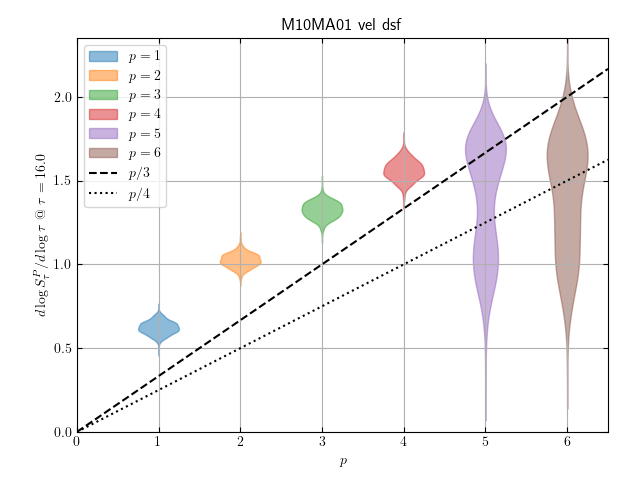 M10MA01 vel dsf
p = 1
p = 2
p = 3
p = 4
p = 5
p = 6
p/3
p/4
d log S_τ^P / d log τ @ τ = 16.0
2.0
1.5
1.0
0.5
0.0
0 1 2 3 4 5 6
p